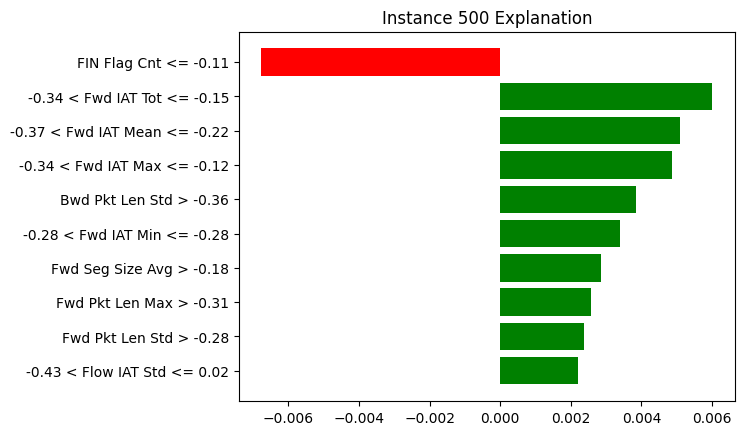 Instance 500 Explanation
FIN Flag Cnt <= -0.11
-0.34 < Fwd IAT Tot <= -0.15
-0.37 < Fwd IAT Mean <= -0.22
-0.34 < Fwd IAT Max <= -0.12
Bwd Pkt Len Std > -0.36
-0.28 < Fwd IAT Min <= -0.28
Fwd Seg Size Avg > -0.18
Fwd Pkt Len Max > -0.31
Fwd Pkt Len Std > -0.28
-0.43 < Flow IAT Std <= 0.02
−0.006 −0.004 −0.002 0.000 0.002 0.004 0.006